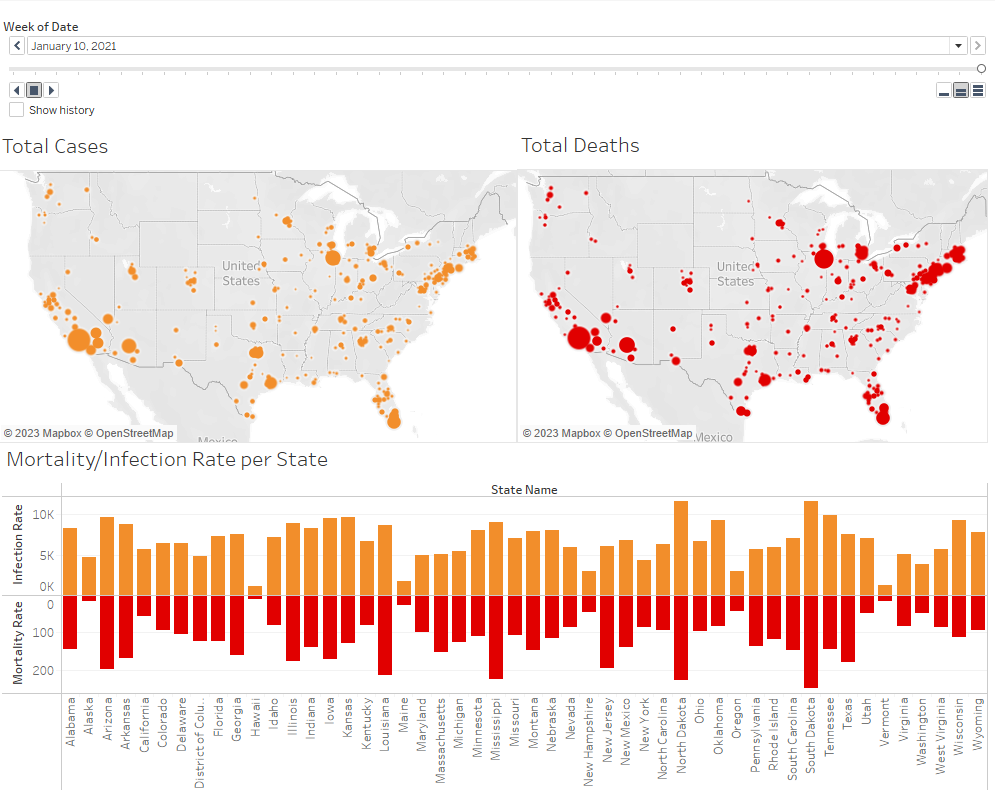 Week of Date
January 10, 2021
Show history
Total Cases
Total Deaths
United
States
United
States
Mexico
Mexico
© 2023 Mapbox © OpenStreetMap
© 2023 Mapbox © OpenStreetMap
Mortality/Infection Rate per State
State Name
Infection Rate
10K
5K
0K
Mortality Rate
0
100
200
Alabama
Alaska
Arizona
Arkansas
California
Colorado
Delaware
District of Colu..
Florida
Georgia
Hawaii
Idaho
Illinois
Indiana
Iowa
Kansas
Kentucky
Louisiana
Maine
Maryland
Massachusetts
Michigan
Minnesota
Mississippi
Missouri
Montana
Nebraska
Nevada
New Hampshire
New Jersey
New Mexico
New York
North Carolina
North Dakota
Ohio
Oklahoma
Oregon
Pennsylvania
Rhode Island
South Carolina
South Dakota
Tennessee
Texas
Utah
Vermont
Virginia
Washington
West Virginia
Wisconsin
Wyoming